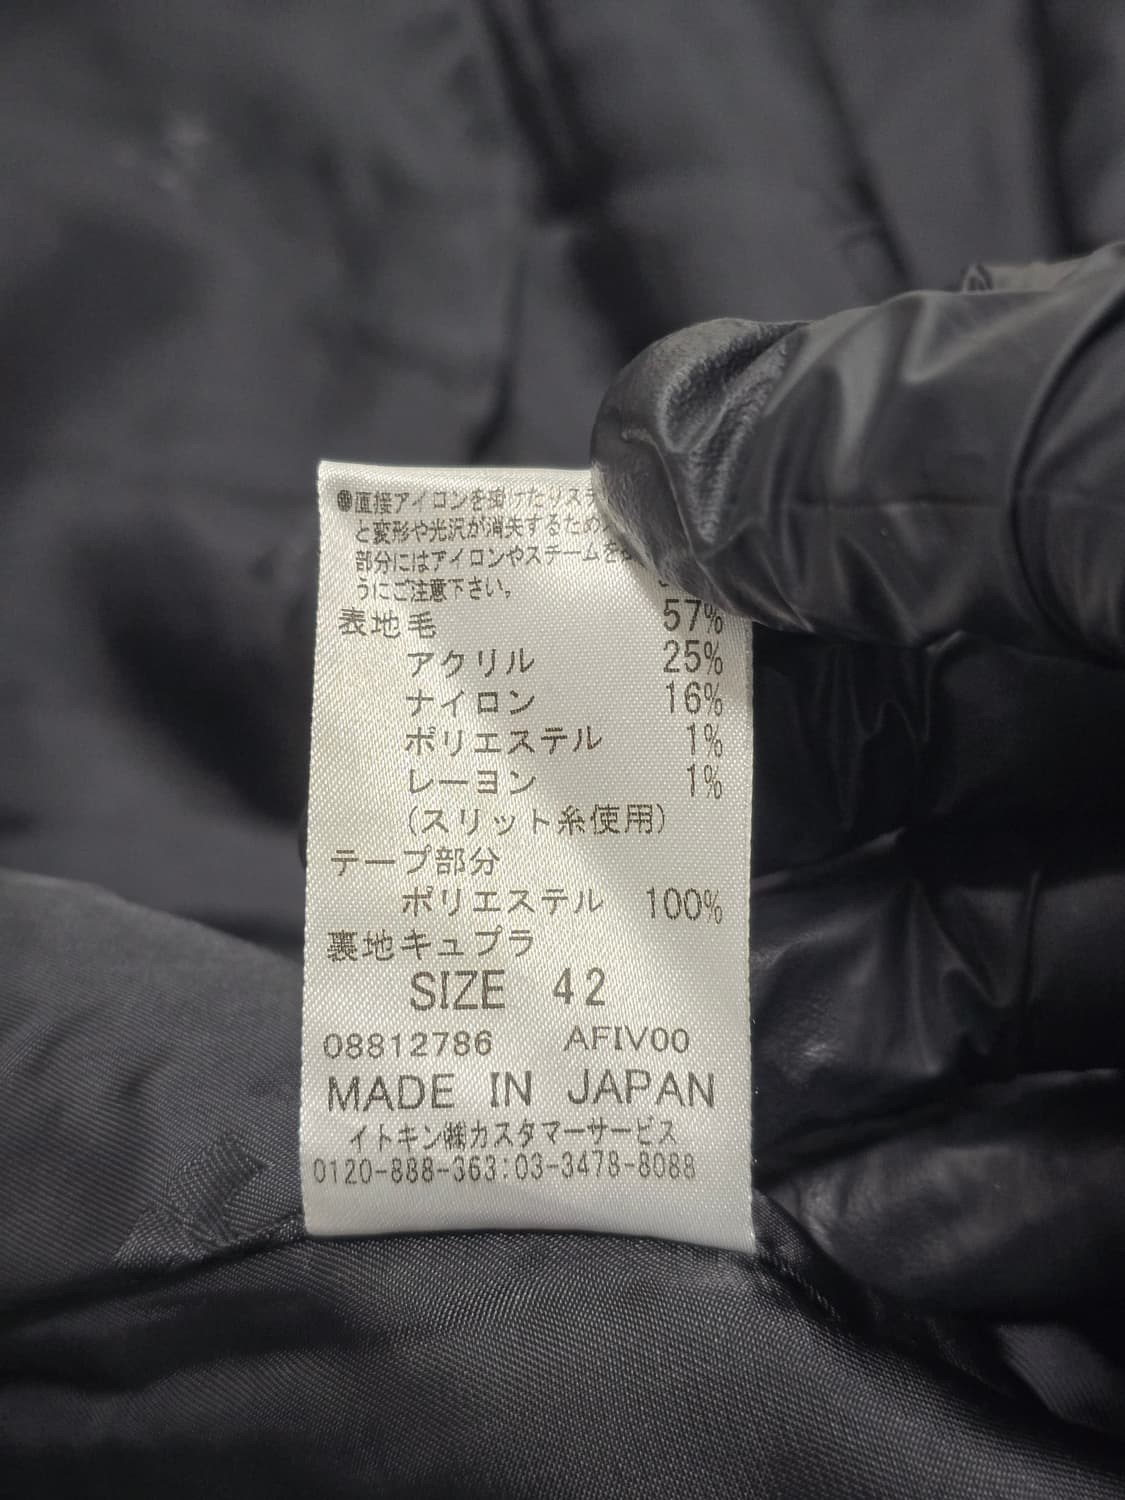 ●直接アイロンを掛けたりステ
と変形や光沢が消失するため
部分にはアイロンやスチームを
うにご注意下さい。
表地毛 57%
アクリル 25%
ナイロン 16%
ポリエステル 1%
レーヨン 1%
(スリット糸使用)
テープ部分
ポリエステル 100%
裏地キュプラ
SIZE 42
08812786 AFIV00
MADE IN JAPAN
イトキン㈱カスタマーサービス
0120-888-363:03-3478-8088